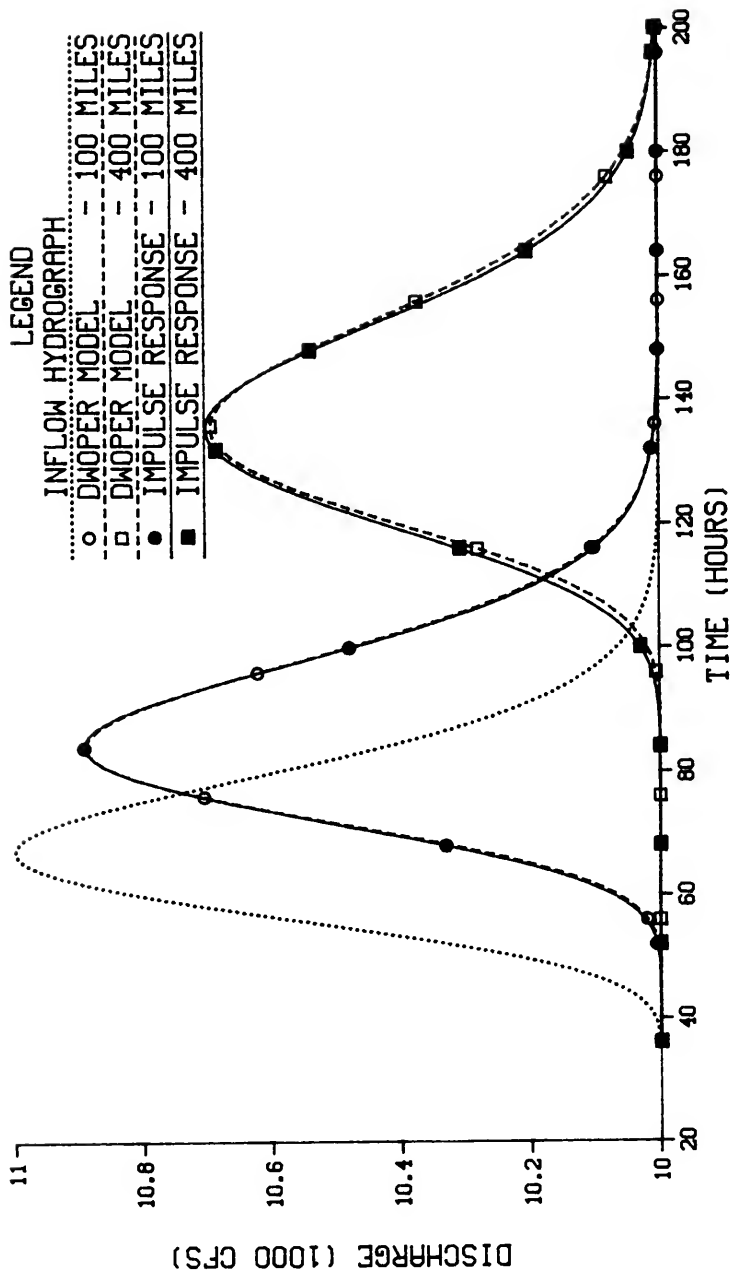 LEGEND
INFLOW HYDROGRAPH
DWOPER MODEL - 100 MILES
DWOPER MODEL - 400 MILES
IMPULSE RESPONSE - 100 MILES
IMPULSE RESPONSE - 400 MILES
DISCHARGE (1000 CFS)
11
10.8
10.6
10.4
10.2
10
20
40
60
80
100
120
140
160
180
200
TIME (HOURS)